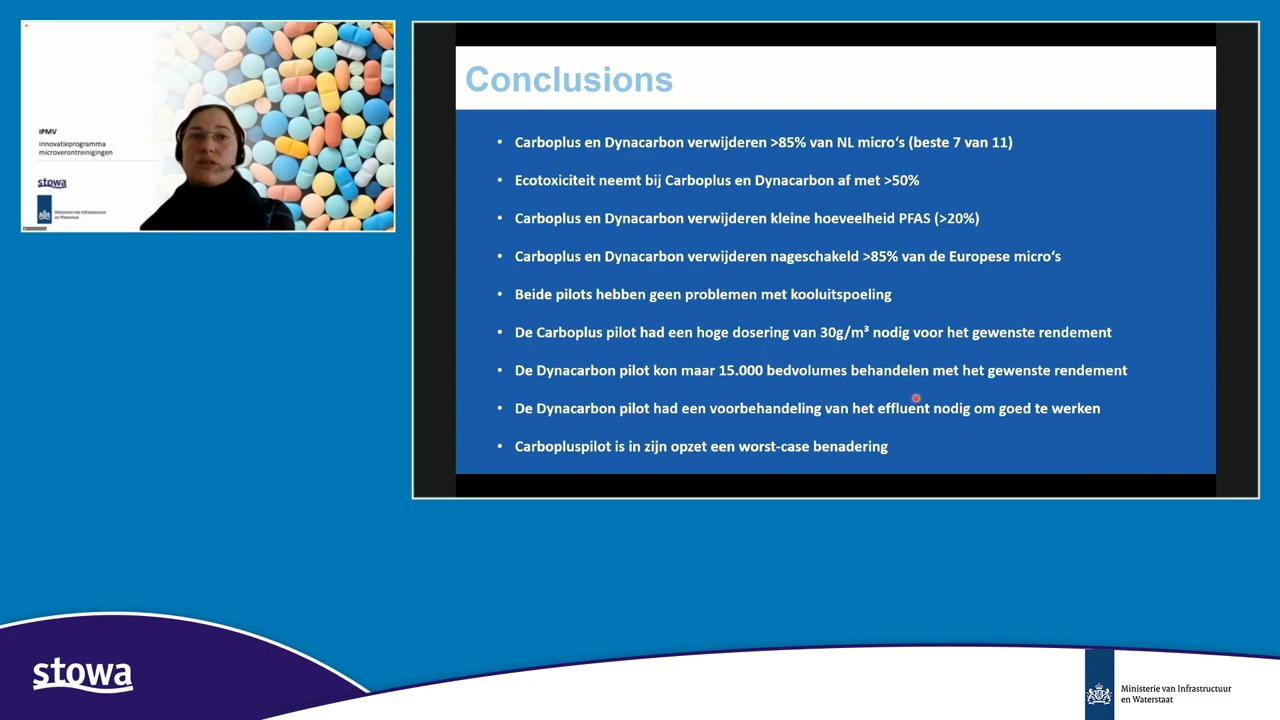 IPMV
Innovatieprogramma
microverontreinigingen
stowa
Ministerie van Infrastructuur
en Waterstaat
Conclusions
• Carboplus en Dynacarbon verwijderen >85% van NL micro‘s (beste 7 van 11)
• Ecotoxiciteit neemt bij Carboplus en Dynacarbon af met >50%
• Carboplus en Dynacarbon verwijderen kleine hoeveelheid PFAS (>20%)
• Carboplus en Dynacarbon verwijderen nageschakeld >85% van de Europese micro‘s
• Beide pilots hebben geen problemen met kooluitspoeling
• De Carboplus pilot had een hoge dosering van 30g/m³ nodig voor het gewenste rendement
• De Dynacarbon pilot kon maar 15.000 bedvolumes behandelen met het gewenste rendement
• De Dynacarbon pilot had een voorbehandeling van het effluent nodig om goed te werken
• Carbopluspilot is in zijn opzet een worst-case benadering
stowa
Ministerie van Infrastructuur
en Waterstaat